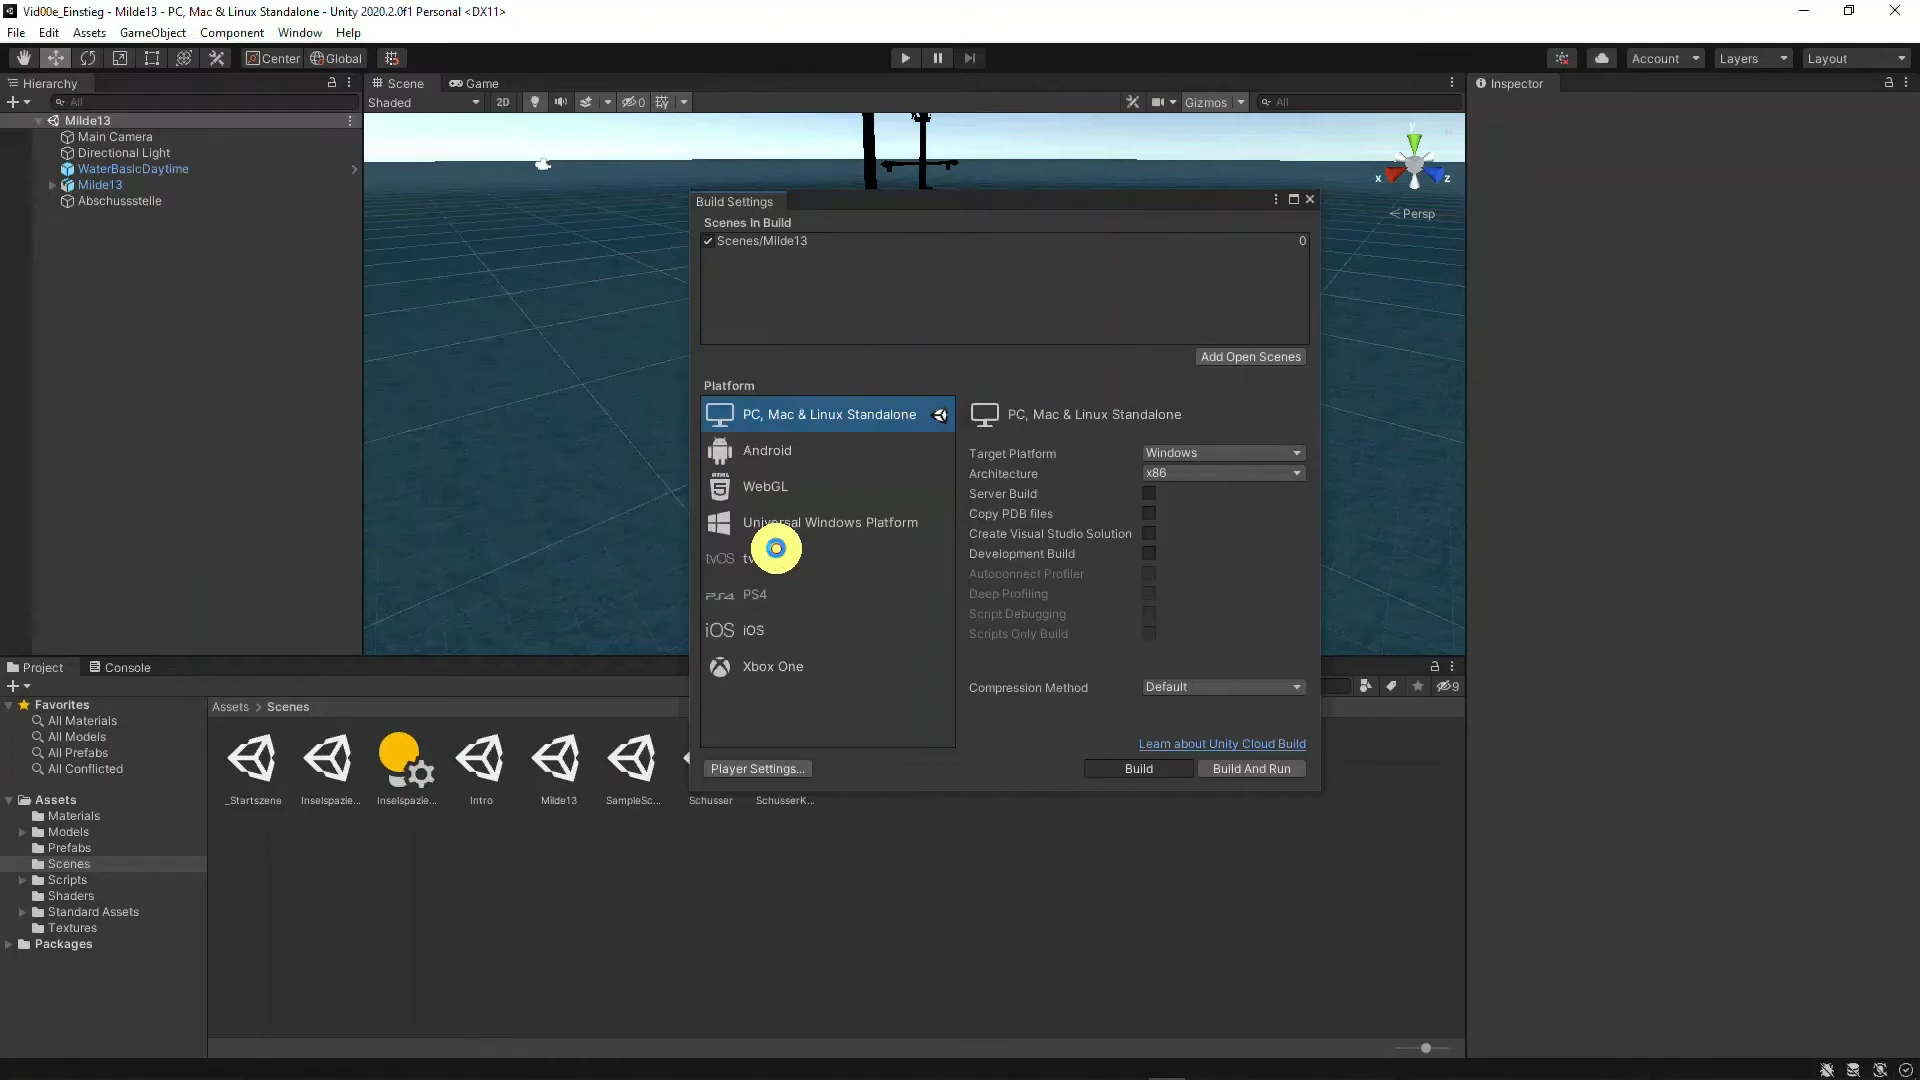 Vid00e_Einstieg - Milde13 - PC, Mac & Linux Standalone - Unity 2020.2.0f1 Personal <DX11>
File Edit Assets GameObject Component Window Help
Center Global Account Layers Layout
Hierarchy Scene Game Inspector
All Shaded 2D 0 Gizmos All
Milde13
Main Camera
Directional Light
WaterBasicDaytime
Milde13
Abschussstelle
y
x z
Persp
Build Settings
Scenes In Build
Scenes/Milde13 0
Add Open Scenes
Platform
PC, Mac & Linux Standalone
Android
HTML 5 WebGL
Universal Windows Platform
tvOS
PS4 PS4
iOS iOS
Xbox One
PC, Mac & Linux Standalone
Target Platform Windows
Architecture x86
Server Build
Copy PDB files
Create Visual Studio Solution
Development Build
Autoconnect Profiler
Deep Profiling
Script Debugging
Scripts Only Build
Compression Method Default
Learn about Unity Cloud Build
Player Settings... Build Build And Run
Project Console
9
Favorites
All Materials
All Models
All Prefabs
All Conflicted
Assets
Materials
Models
Prefabs
Scenes
Scripts
Shaders
Standard Assets
Textures
Packages
Assets > Scenes
_Startszene Inselspazie... Inselspazie... Intro Milde13 SampleSc... Schusser SchusserK...